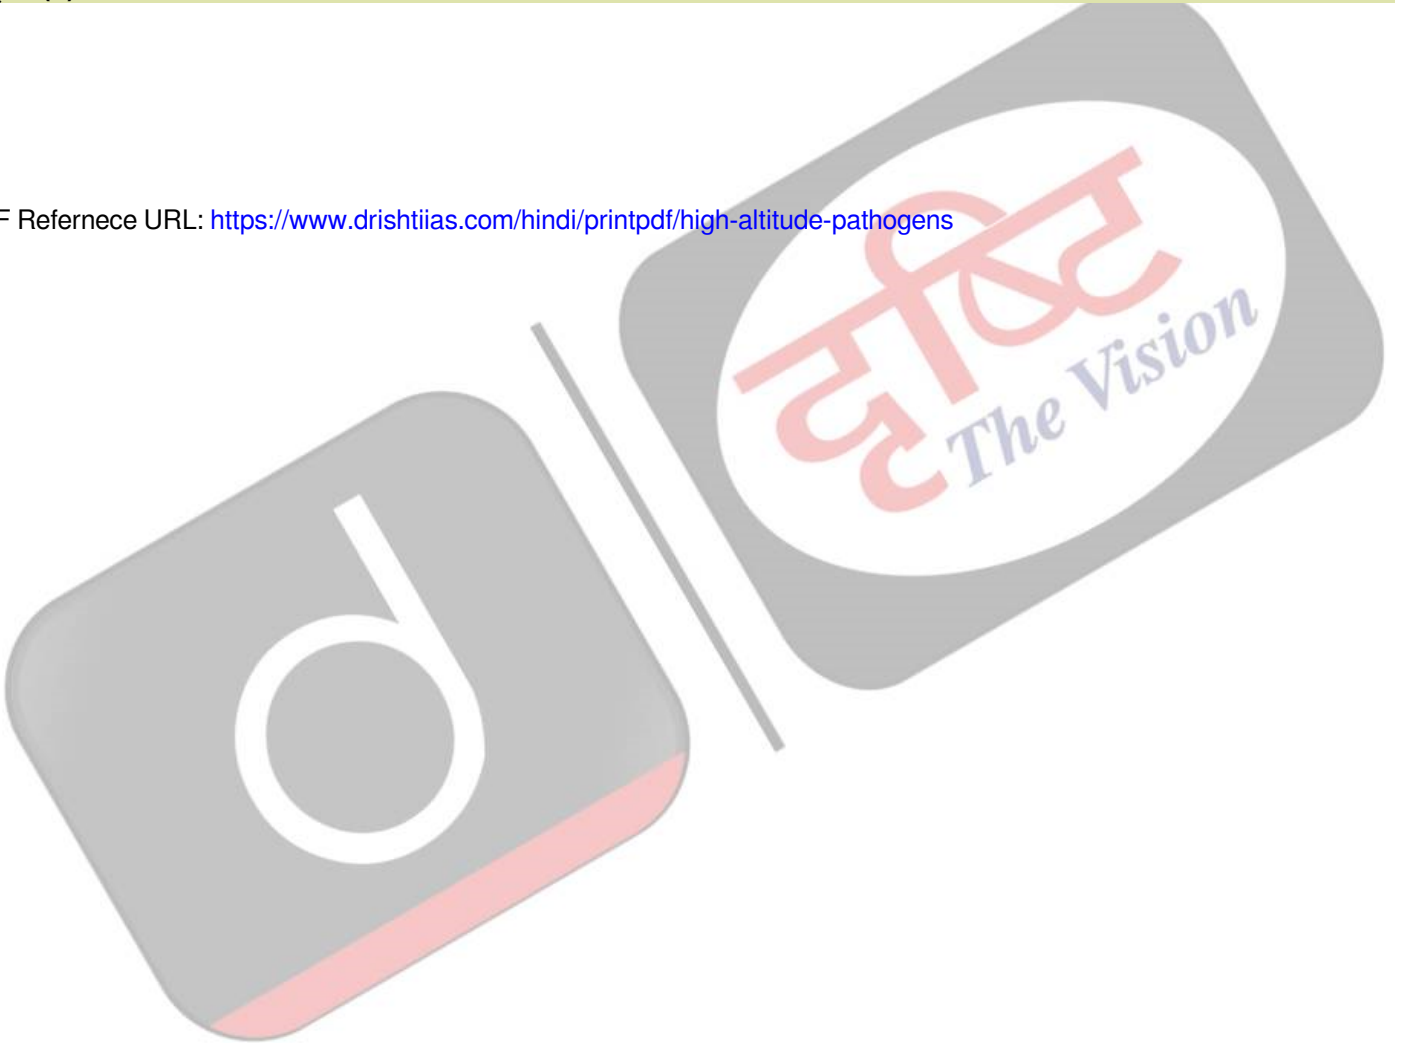 F Refernece URL: https://www.drishtiias.com/hindi/printpdf/high-altitude-pathogens
दृष्टि
The Vision
d